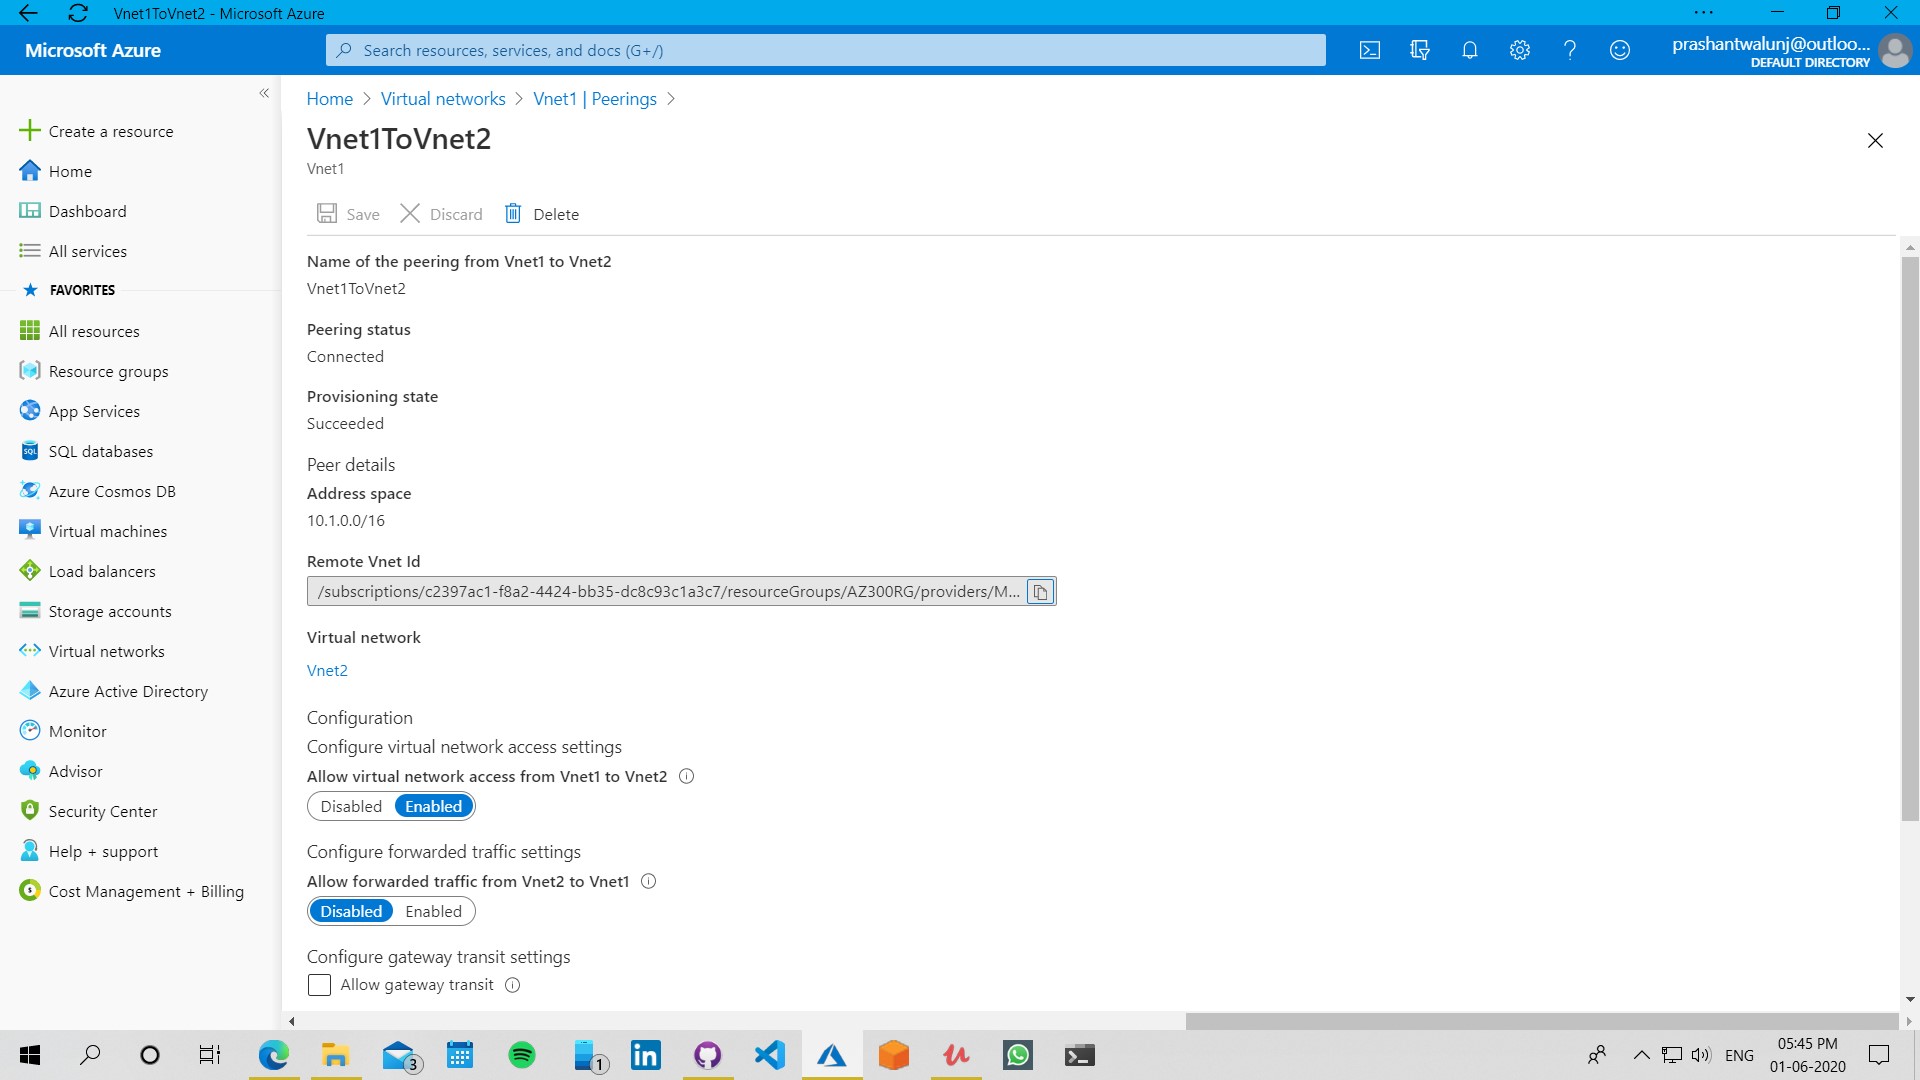 Vnet1ToVnet2 - Microsoft Azure
Microsoft Azure
Search resources, services, and docs (G+/)
prashantwalunj@outloo...
DEFAULT DIRECTORY
Create a resource
Home
Dashboard
All services
FAVORITES
All resources
Resource groups
App Services
SQL databases
Azure Cosmos DB
Virtual machines
Load balancers
Storage accounts
Virtual networks
Azure Active Directory
Monitor
Advisor
Security Center
Help + support
Cost Management + Billing
Home > Virtual networks > Vnet1 | Peerings >
Vnet1ToVnet2
Vnet1
Save Discard Delete
Name of the peering from Vnet1 to Vnet2
Vnet1ToVnet2
Peering status
Connected
Provisioning state
Succeeded
Peer details
Address space
10.1.0.0/16
Remote Vnet Id
/subscriptions/c2397ac1-f8a2-4424-bb35-dc8c93c1a3c7/resourceGroups/AZ300RG/providers/M...
Virtual network
Vnet2
Configuration
Configure virtual network access settings
Allow virtual network access from Vnet1 to Vnet2
Disabled Enabled
Configure forwarded traffic settings
Allow forwarded traffic from Vnet2 to Vnet1
Disabled Enabled
Configure gateway transit settings
Allow gateway transit
3
1
ENG
05:45 PM
01-06-2020